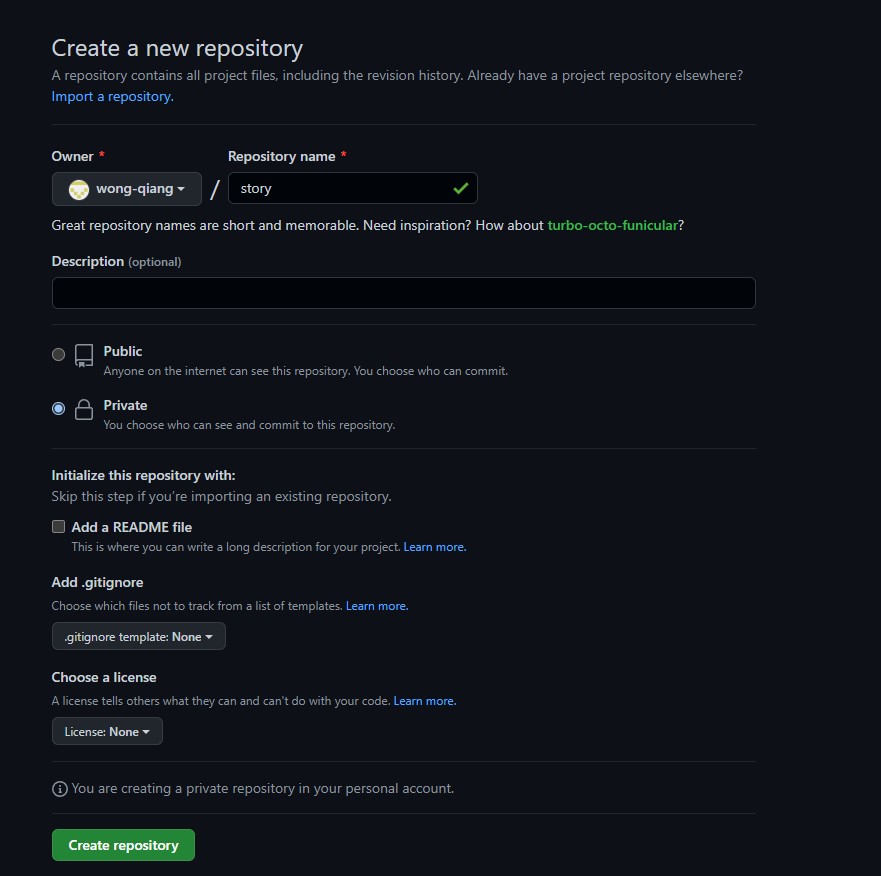 Create a new repository
A repository contains all project files, including the revision history. Already have a project repository elsewhere?
Import a repository.
Owner * Repository name *
wong-qiang / story
Great repository names are short and memorable. Need inspiration? How about turbo-octo-funicular?
Description (optional)
Public
Anyone on the internet can see this repository. You choose who can commit.
Private
You choose who can see and commit to this repository.
Initialize this repository with:
Skip this step if you're importing an existing repository.
Add a README file
This is where you can write a long description for your project. Learn more.
Add .gitignore
Choose which files not to track from a list of templates. Learn more.
.gitignore template: None
Choose a license
A license tells others what they can and can't do with your code. Learn more.
License: None
You are creating a private repository in your personal account.
Create repository